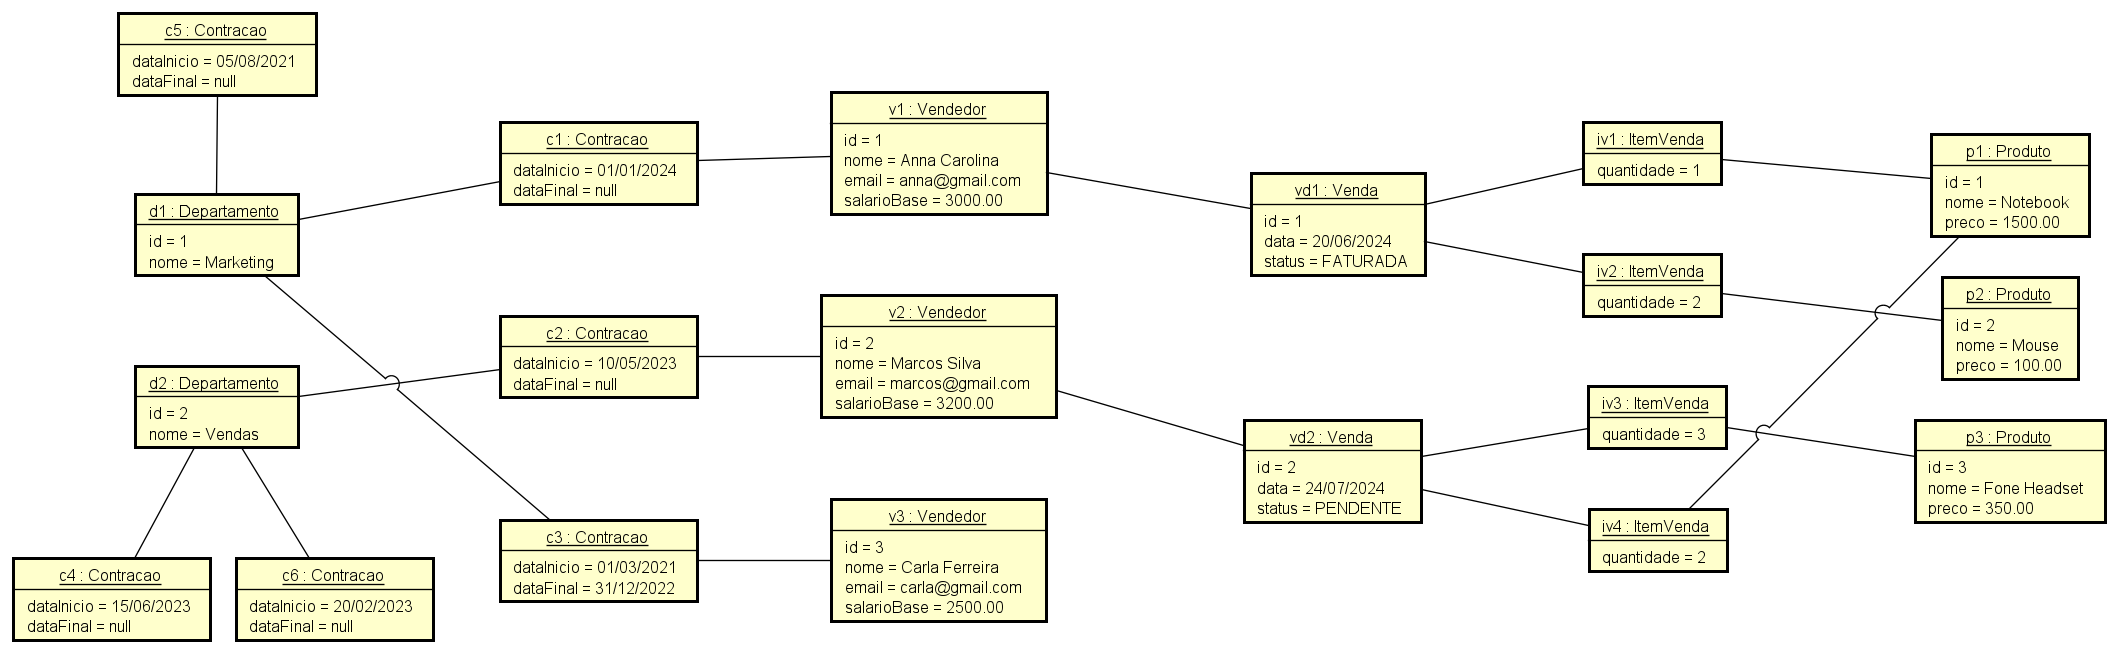 c5 : Contracao
dataInicio = 05/08/2021
dataFinal = null
d1 : Departamento
id = 1
nome = Marketing
d2 : Departamento
id = 2
nome = Vendas
c4 : Contracao
dataInicio = 15/06/2023
dataFinal = null
c6 : Contracao
dataInicio = 20/02/2023
dataFinal = null
c1 : Contracao
dataInicio = 01/01/2024
dataFinal = null
c2 : Contracao
dataInicio = 10/05/2023
dataFinal = null
c3 : Contracao
dataInicio = 01/03/2021
dataFinal = 31/12/2022
v1 : Vendedor
id = 1
nome = Anna Carolina
email = anna@gmail.com
salarioBase = 3000.00
v2 : Vendedor
id = 2
nome = Marcos Silva
email = marcos@gmail.com
salarioBase = 3200.00
v3 : Vendedor
id = 3
nome = Carla Ferreira
email = carla@gmail.com
salarioBase = 2500.00
vd1 : Venda
id = 1
data = 20/06/2024
status = FATURADA
vd2 : Venda
id = 2
data = 24/07/2024
status = PENDENTE
iv1 : ItemVenda
quantidade = 1
iv2 : ItemVenda
quantidade = 2
iv3 : ItemVenda
quantidade = 3
iv4 : ItemVenda
quantidade = 2
p1 : Produto
id = 1
nome = Notebook
preco = 1500.00
p2 : Produto
id = 2
nome = Mouse
preco = 100.00
p3 : Produto
id = 3
nome = Fone Headset
preco = 350.00